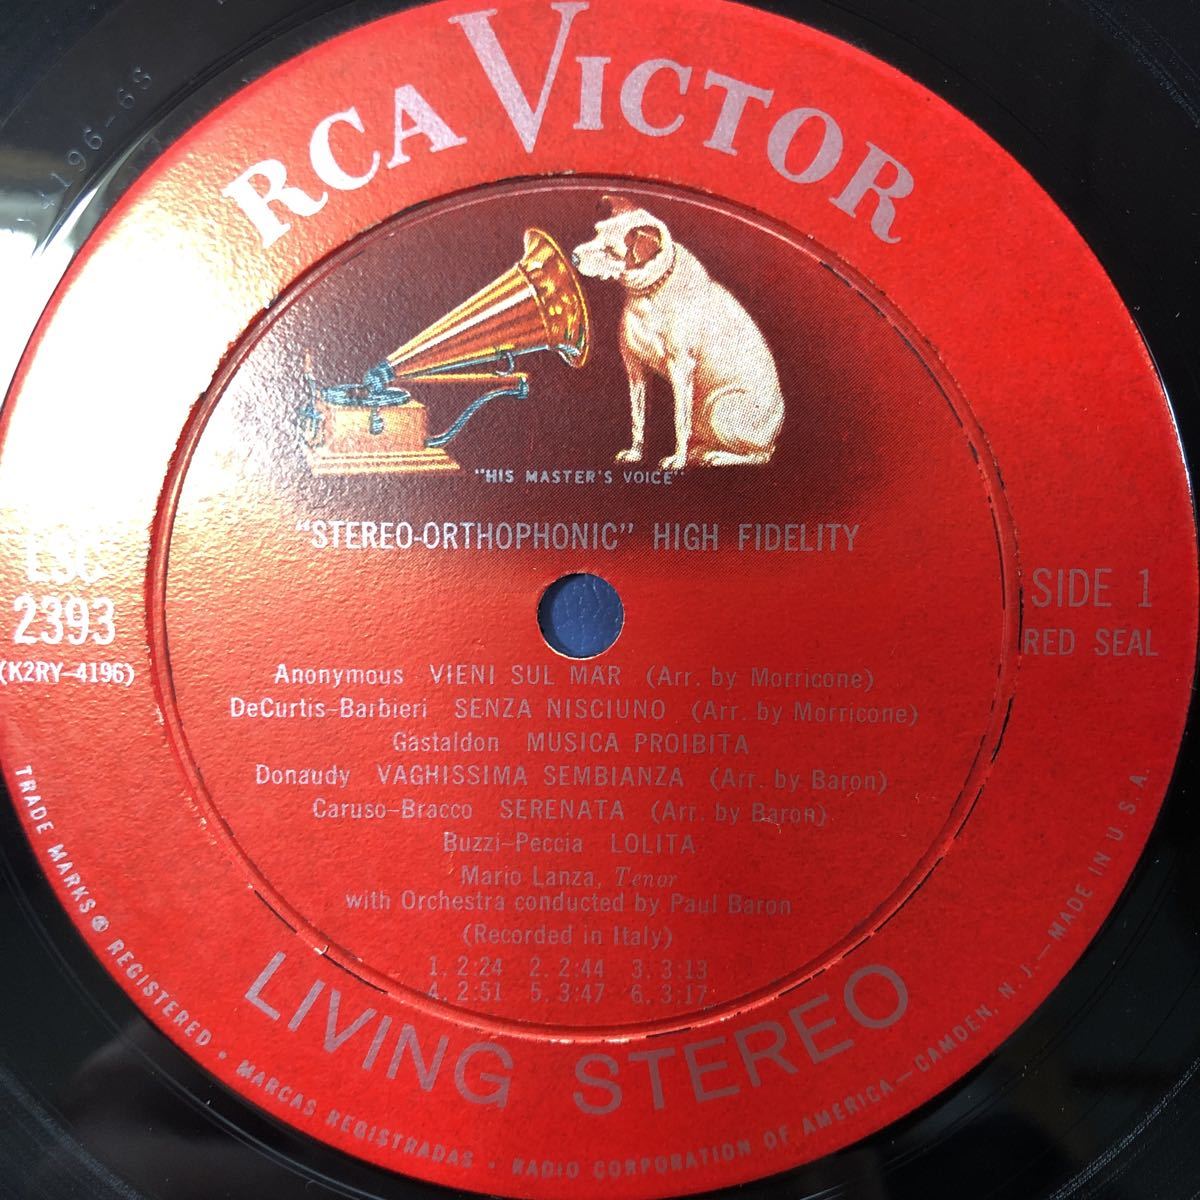 RCA VICTOR
"HIS MASTER'S VOICE"
"STEREO-ORTHOPHONIC" HIGH FIDELITY
LSC
2393
(K2RY-4196)
SIDE 1
RED SEAL
Anonymous VIENI SUL MAR (Arr. by Morricone)
DeCurtis-Barbieri SENZA NISCIUNO (Arr. by Morricone)
Gastaldon MUSICA PROIBITA
Donaudy VAGHISSIMA SEMBIANZA (Arr. by Baron)
Caruso-Bracco SERENATA (Arr. by Baron)
Buzzi-Peccia LOLITA
Mario Lanza, Tenor
with Orchestra conducted by Paul Baron
(Recorded in Italy)
1. 2:24 2. 2:44 3. 3:13
4. 2:51 5. 3:47 6. 3:17
LIVING STEREO
TRADE MARKS ® REGISTERED • MARCAS REGISTRADAS • RADIO CORPORATION OF AMERICA—CAMDEN, N. J.—MADE IN U. S. A.